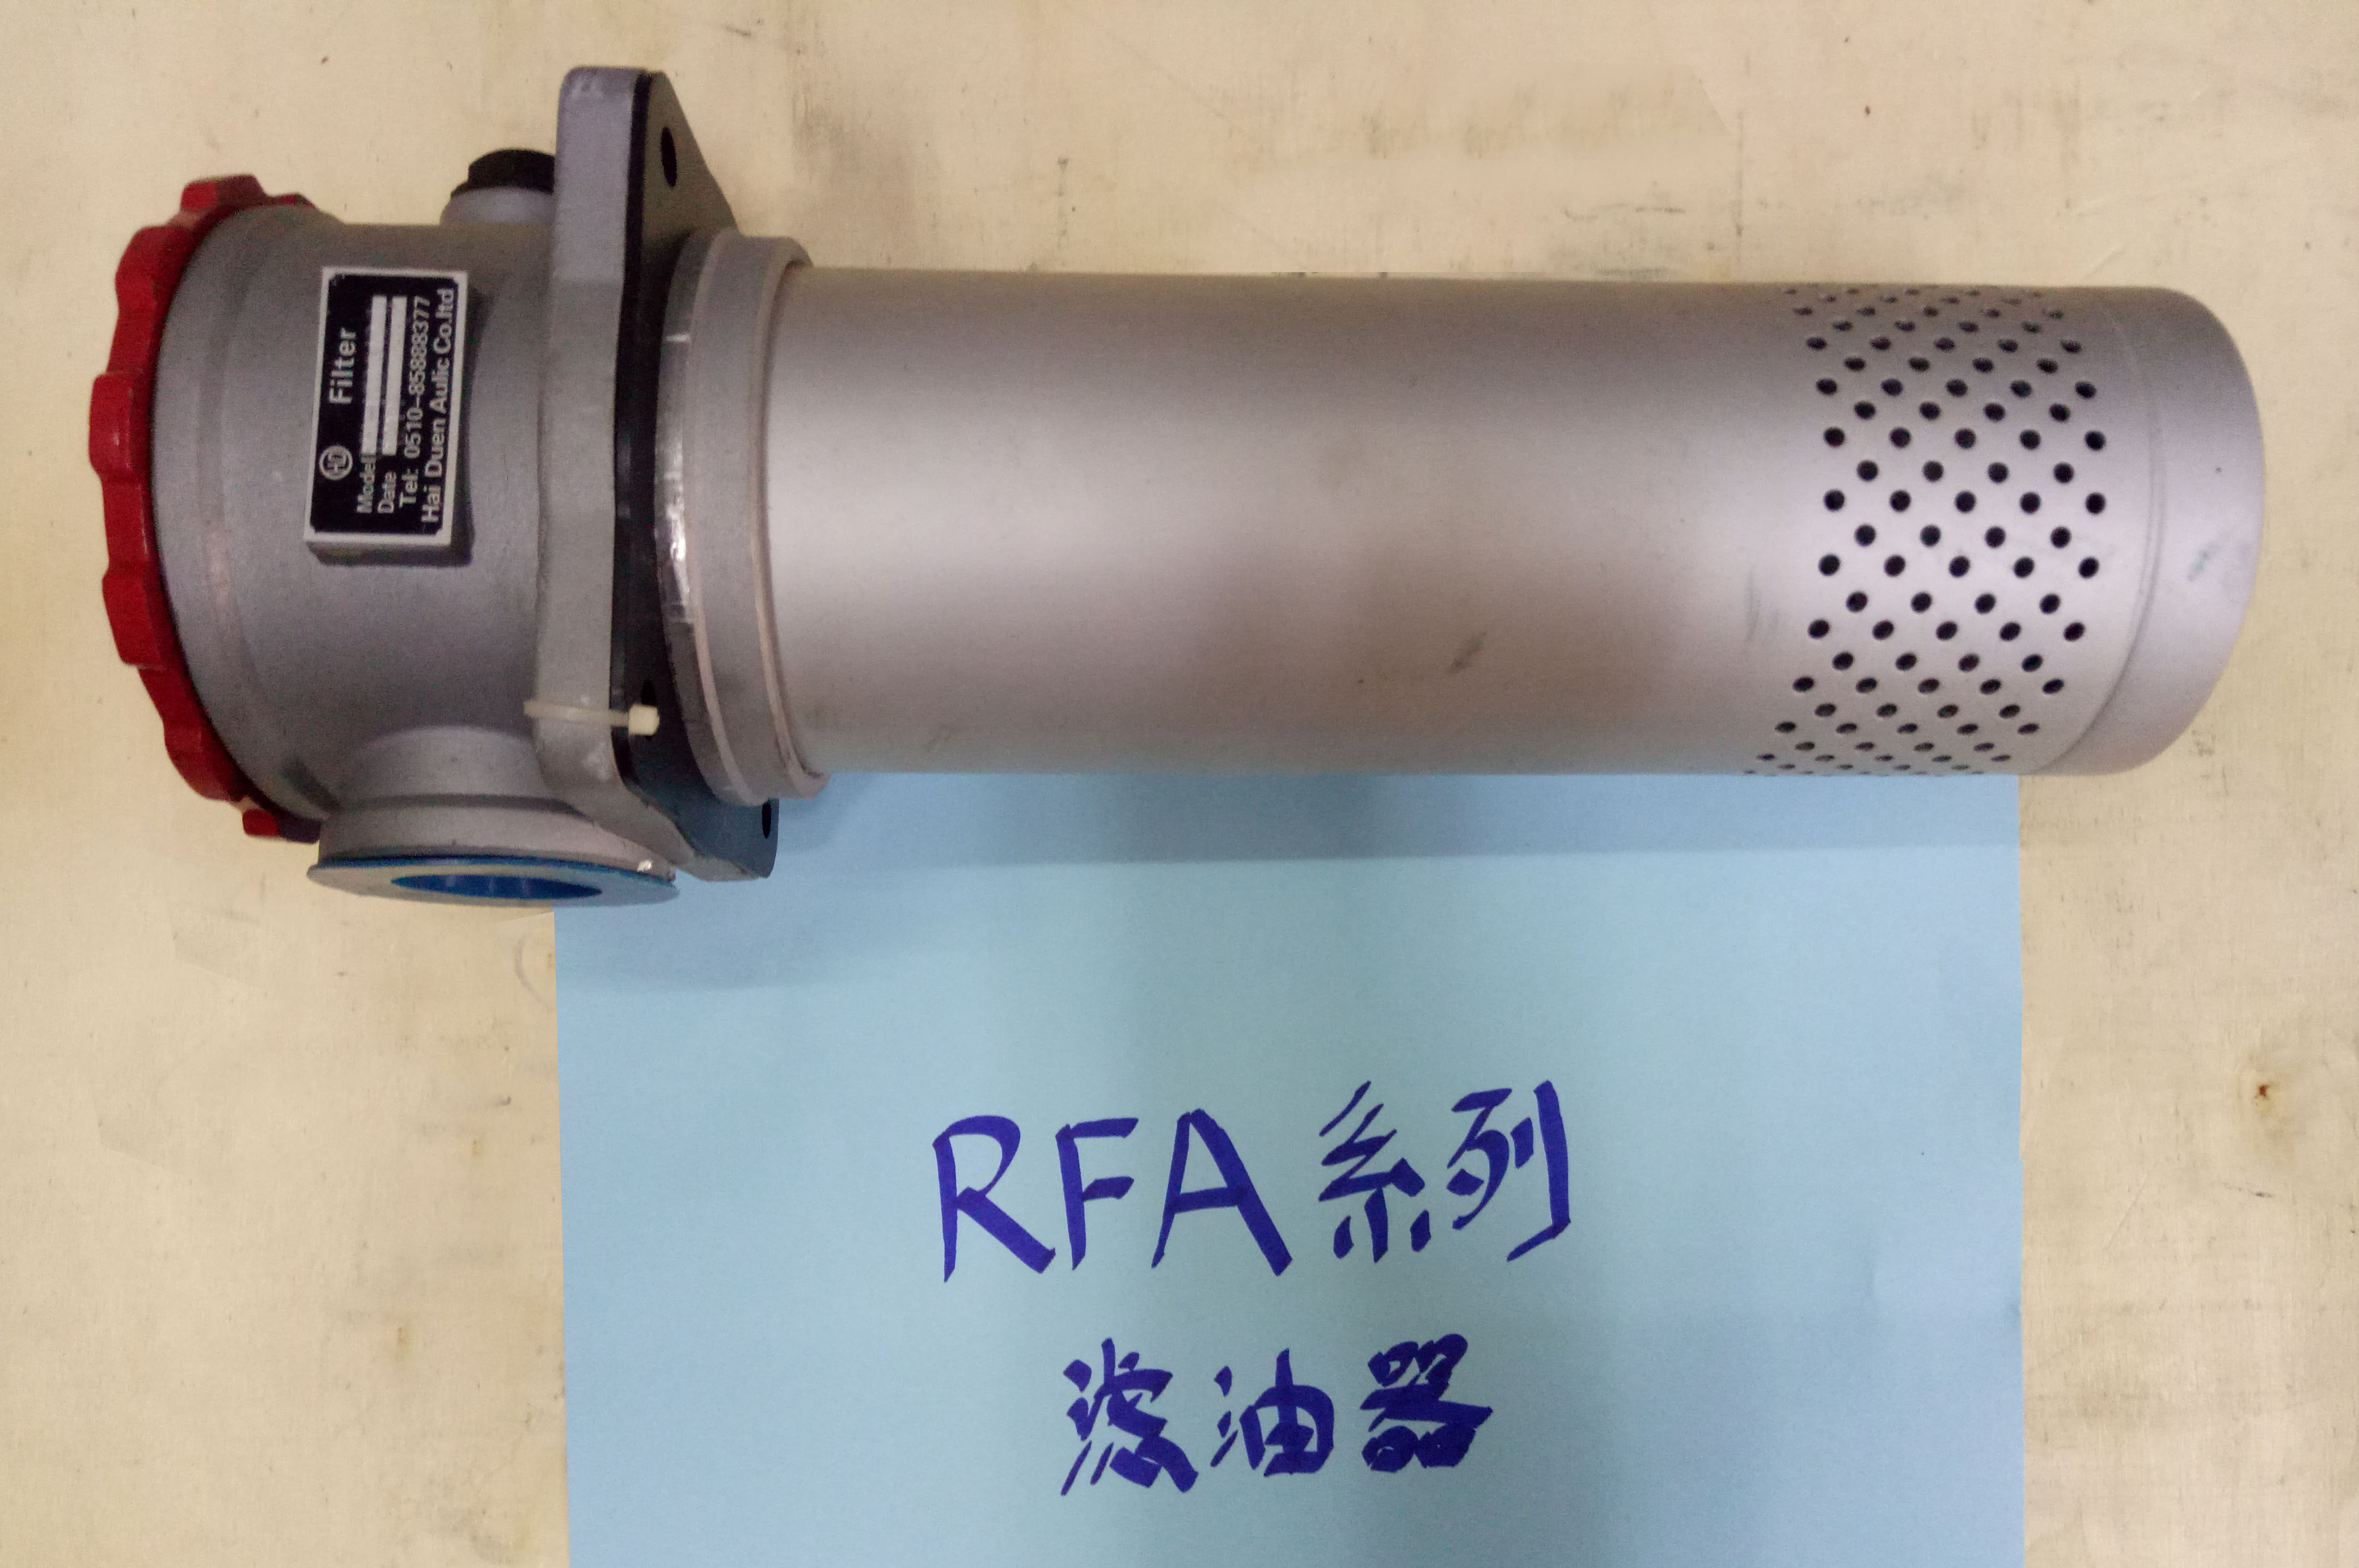 HD Filter
Model
Date
Tel: 0510-85888377
Hai Duen Aulic Co.ltd
RFA系列
滤油器